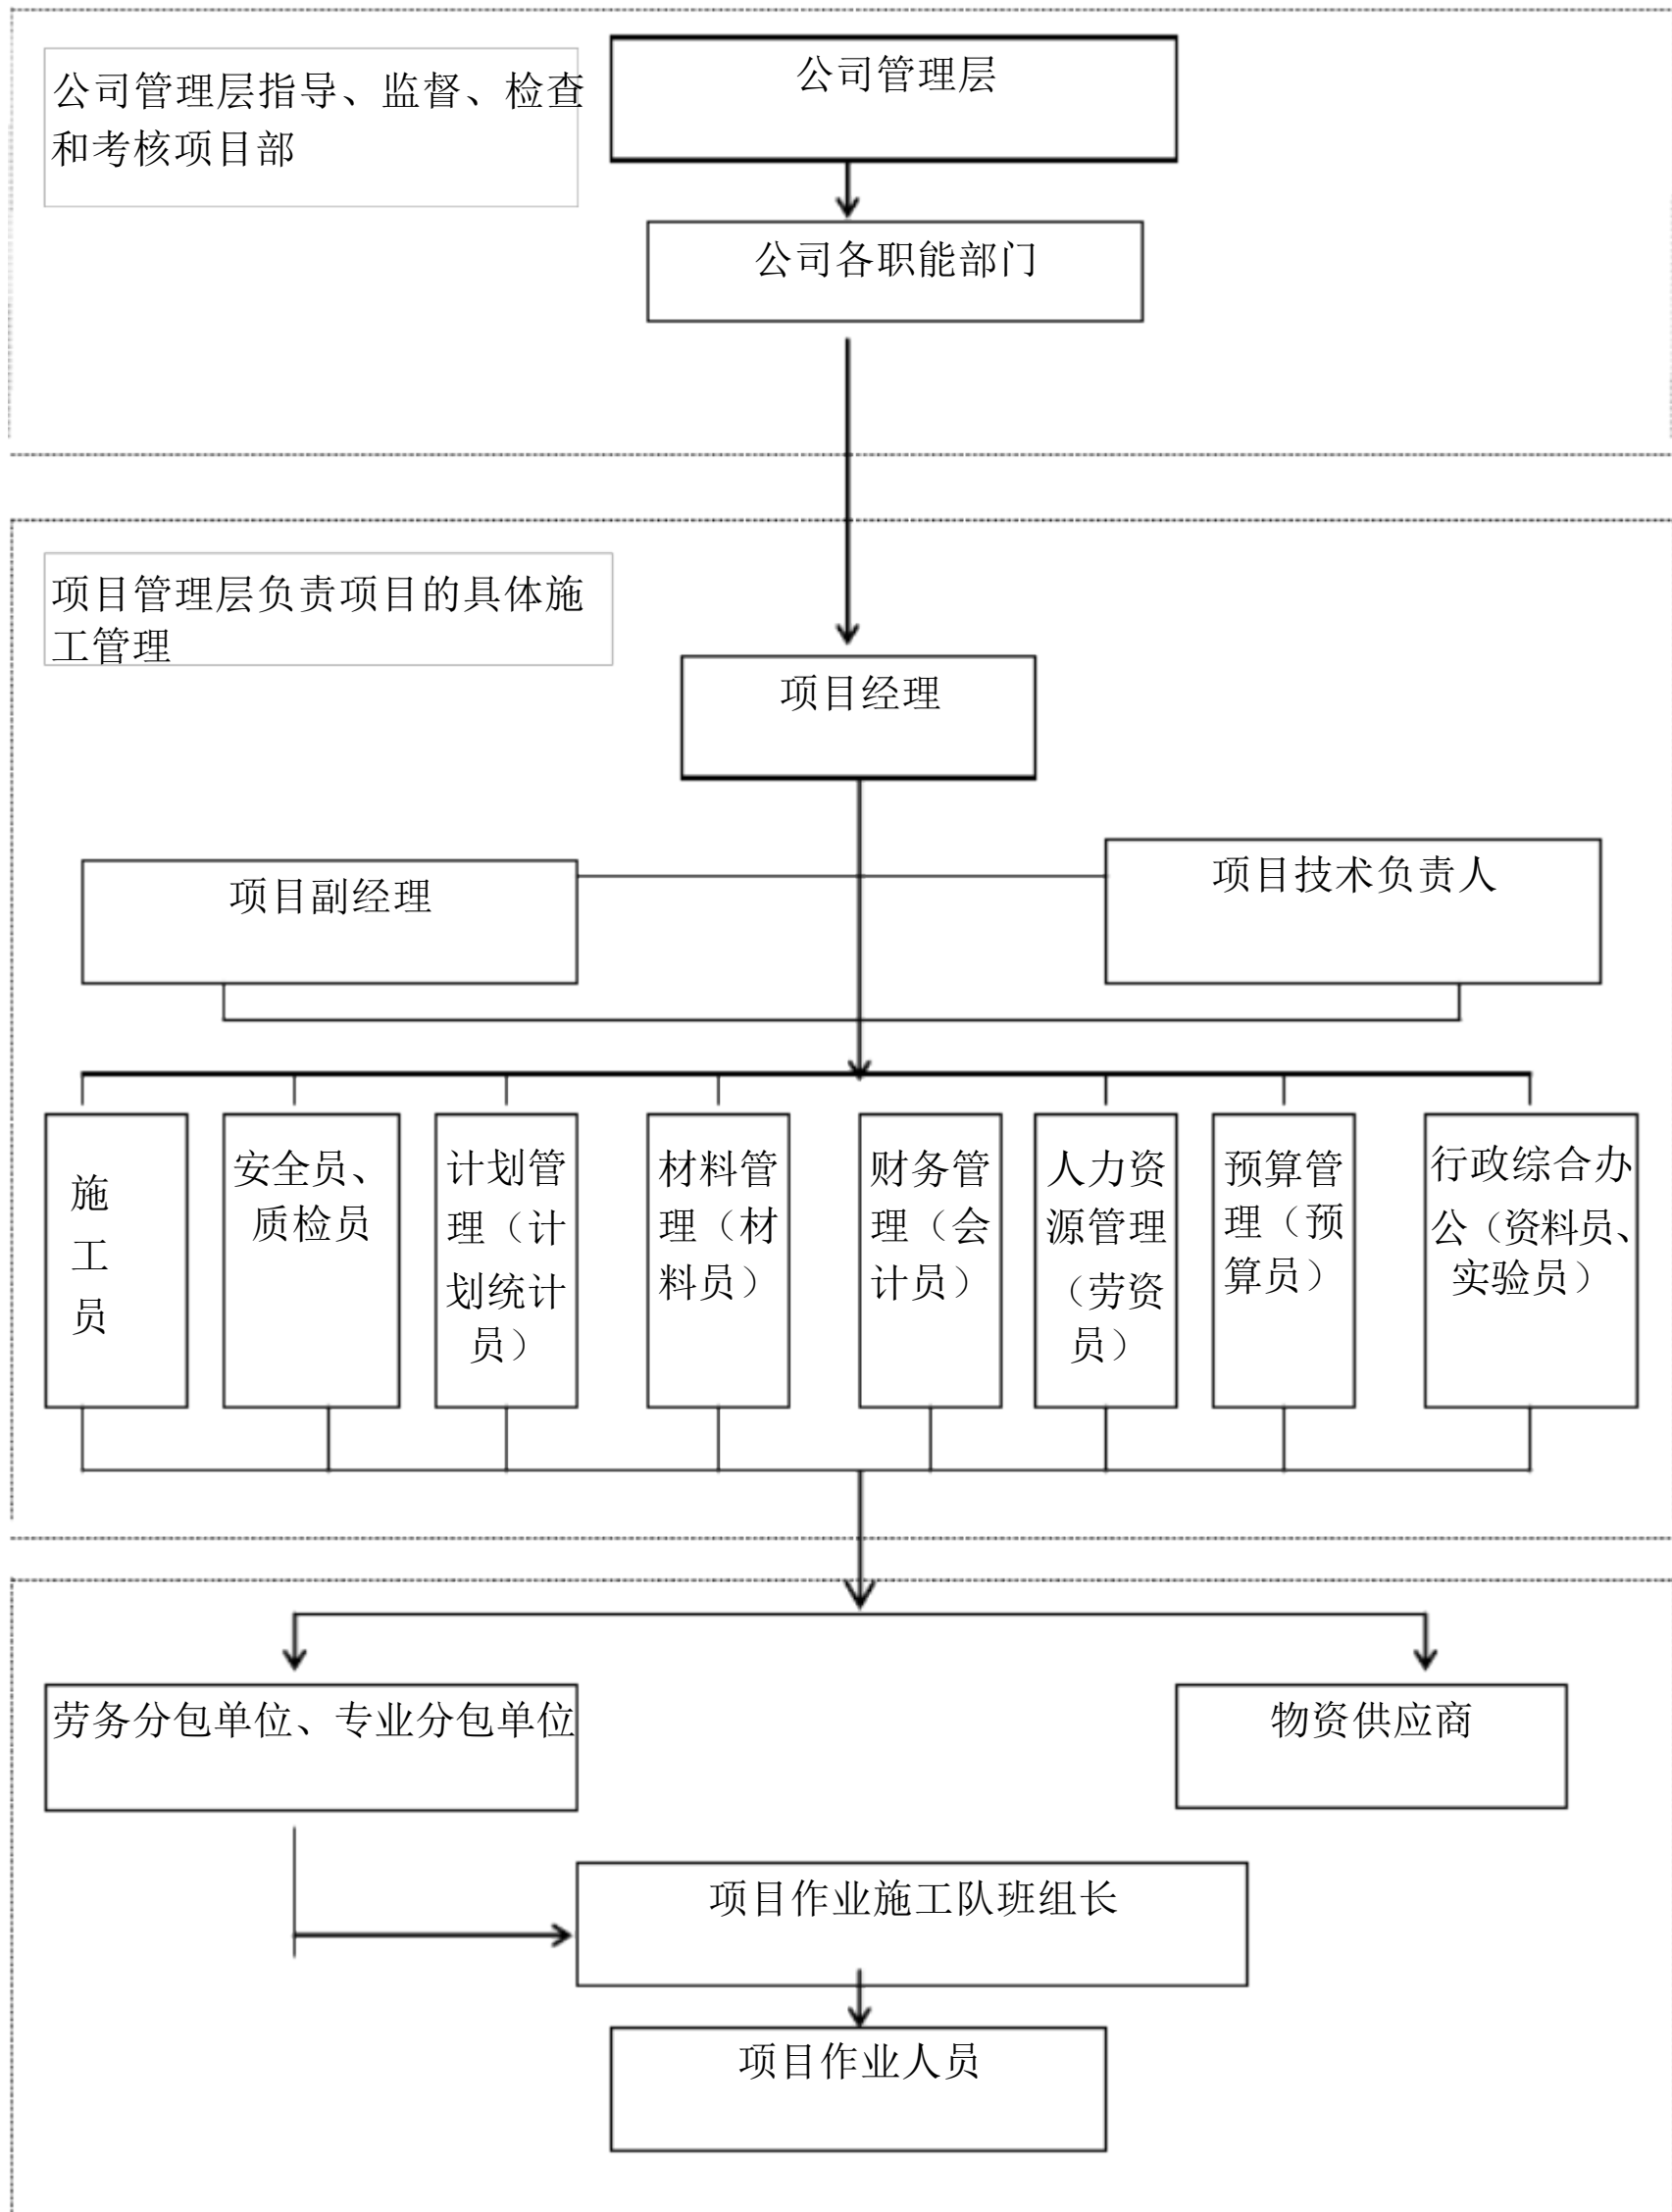 公司管理层指导、监督、检查
和考核项目部
公司管理层
公司各职能部门
项目管理层负责项目的具体施
工管理
项目经理
项目副经理
项目技术负责人
施
工
员
安全员、
质检员
计划管
理（计
划统计
员）
材料管
理（材
料员）
财务管
理（会
计员）
人力资
源管理
（劳资
员）
预算管
理（预
算员）
行政综合办
公（资料员、
实验员）
劳务分包单位、专业分包单位
物资供应商
项目作业施工队班组长
项目作业人员